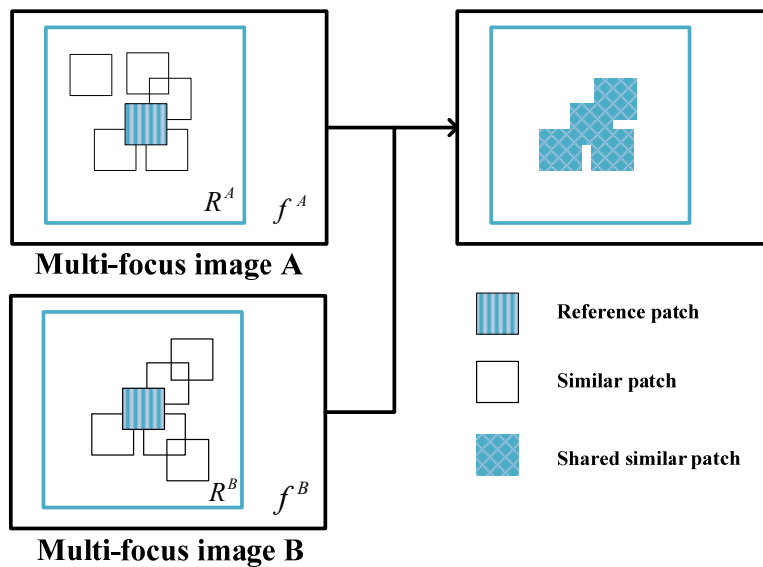 R^A
f^A
Multi-focus image A
Reference patch
Similar patch
Shared similar patch
R^B
f^B
Multi-focus image B